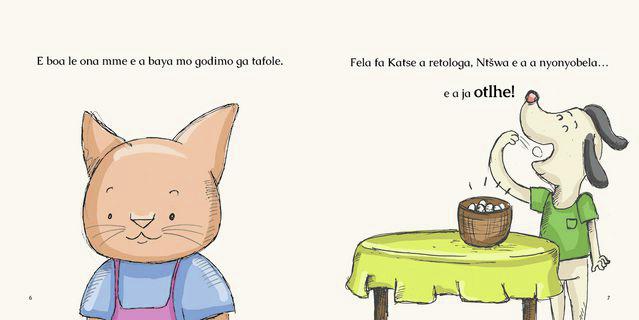 E boa le ona mme e a baya mo godimo ga tafole.
6
Fela fa Katse a retologa, Ntšwa e a a nyonyobela…
e a ja otlhe!
7